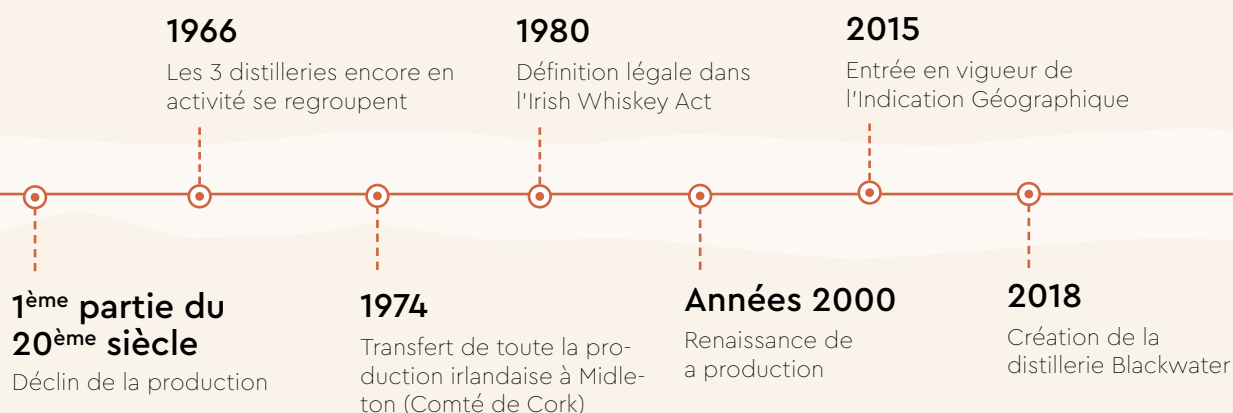 1966
Les 3 distilleries encore en
activité se regroupent
1980
Définition légale dans
l'Irish Whiskey Act
2015
Entrée en vigueur de
l'Indication Géographique
1ème partie du
20ème siècle
Déclin de la production
1974
Transfert de toute la pro-
duction irlandaise à Midle-
ton (Comté de Cork)
Années 2000
Renaissance de
a production
2018
Création de la
distillerie Blackwater